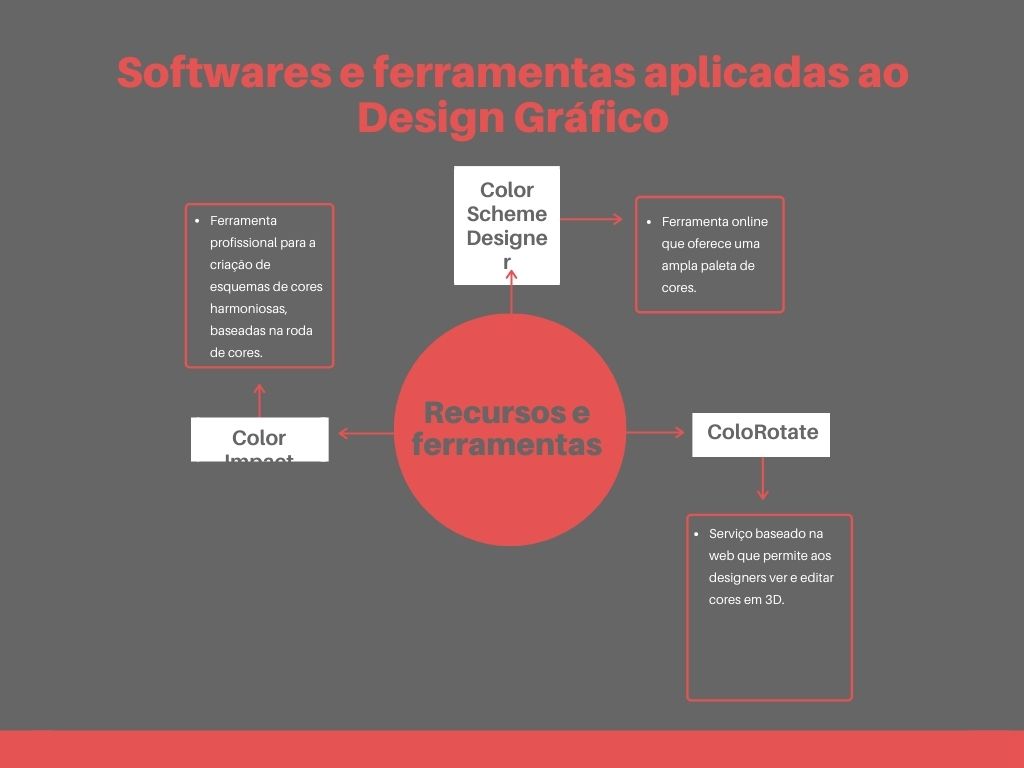 Softwares e ferramentas aplicadas ao
Design Gráfico
Color
Scheme
Designe
r
• Ferramenta online
que oferece uma
ampla paleta de
cores.
• Ferramenta
profissional para a
criação de
esquemas de cores
harmoniosas,
baseadas na roda
de cores.
Recursos e
ferramentas
Color
Impact
ColoRotate
• Serviço baseado na
web que permite aos
designers ver e editar
cores em 3D.